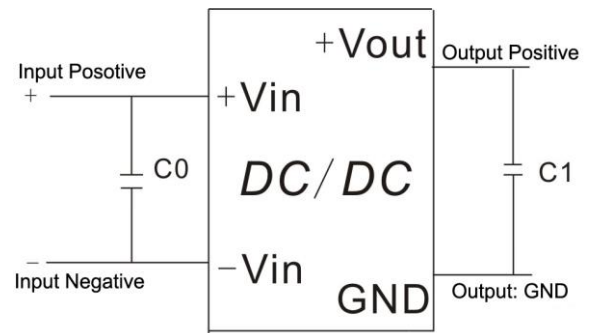 +Vout
Output Positive
Input Posotive
+
+Vin
C0
DC/DC
C1
−
−Vin
Input Negative
GND
Output: GND